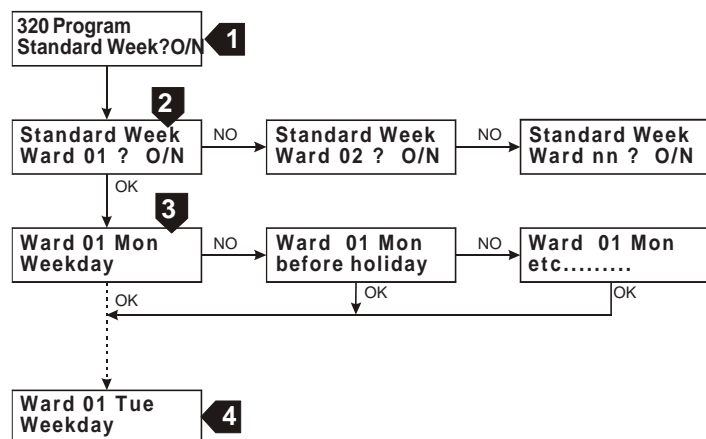 320 Program
Standard Week?O/N
1
2
Standard Week
Ward 01 ? O/N
NO
Standard Week
Ward 02 ? O/N
NO
Standard Week
Ward nn ? O/N
OK
3
Ward 01 Mon
Weekday
NO
Ward 01 Mon
before holiday
NO
Ward 01 Mon
etc.........
OK
OK
OK
Ward 01 Tue
Weekday
4